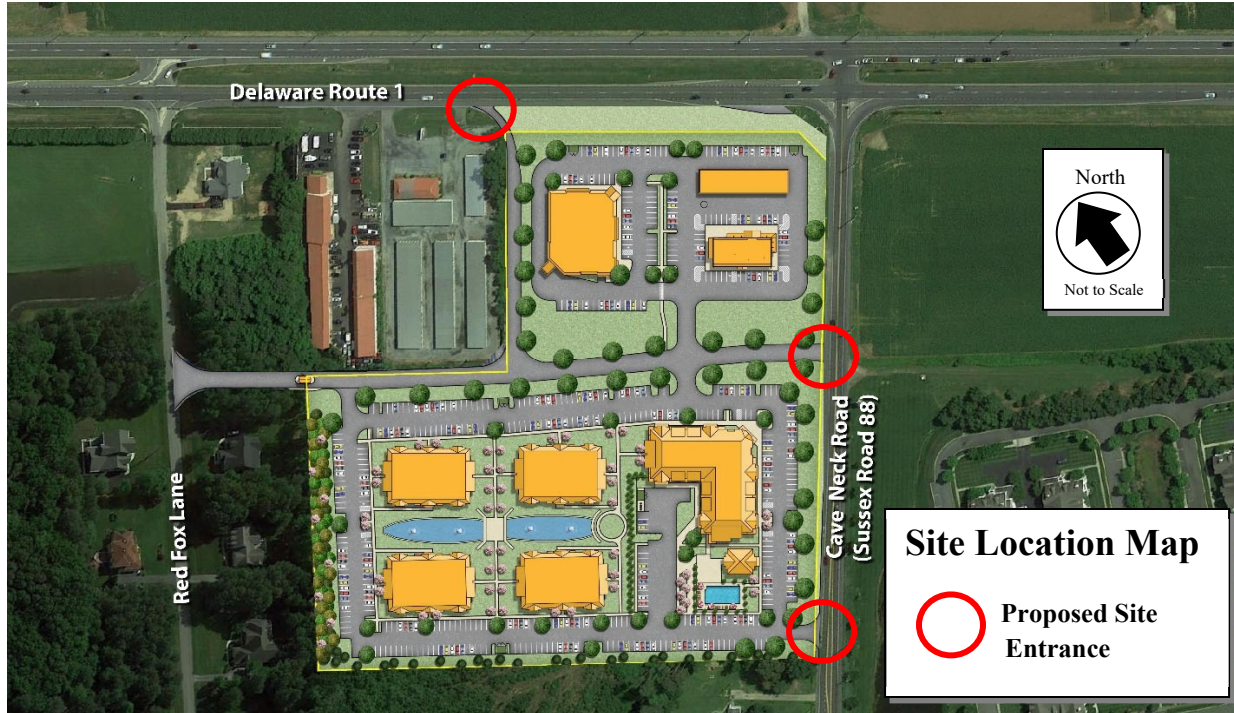 Delaware Route 1
North
Not to Scale
Red Fox Lane
Cave Neck Road
(Sussex Road 88)
Site Location Map
Proposed Site
Entrance